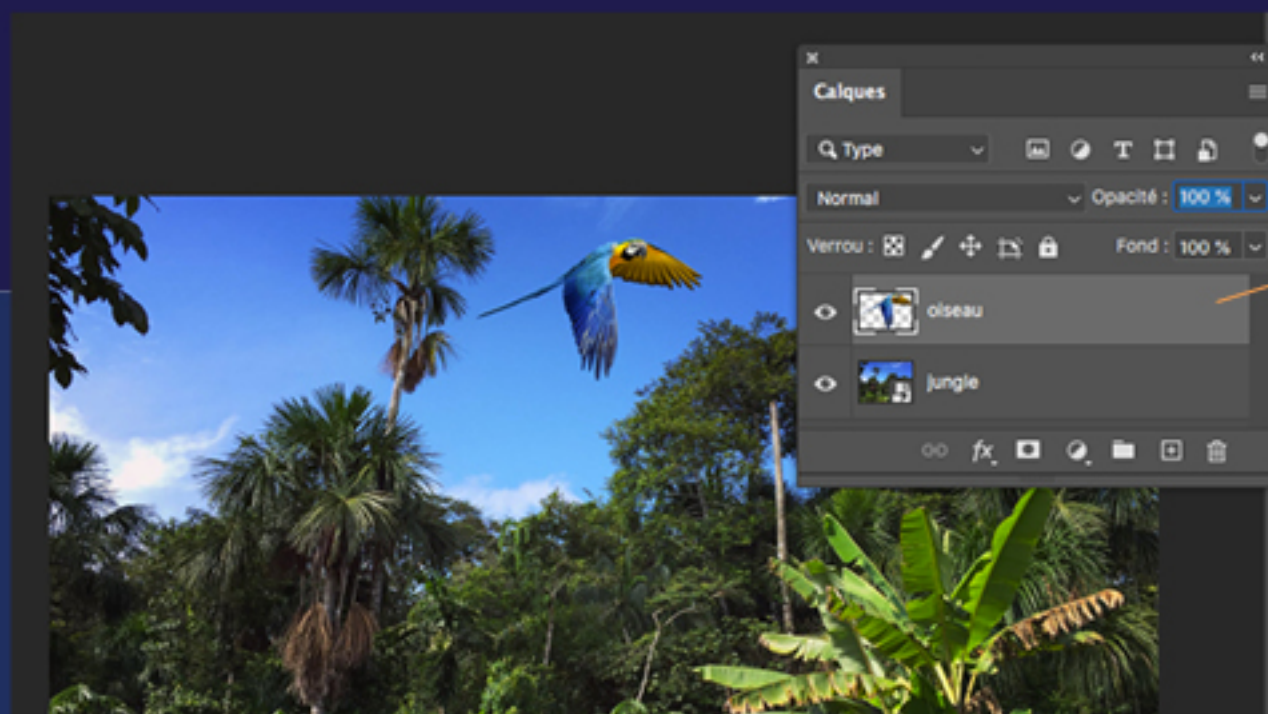 Calques
Type
Normal Opacité : 100 %
Verrou : Fond : 100 %
oiseau
jungle
fx